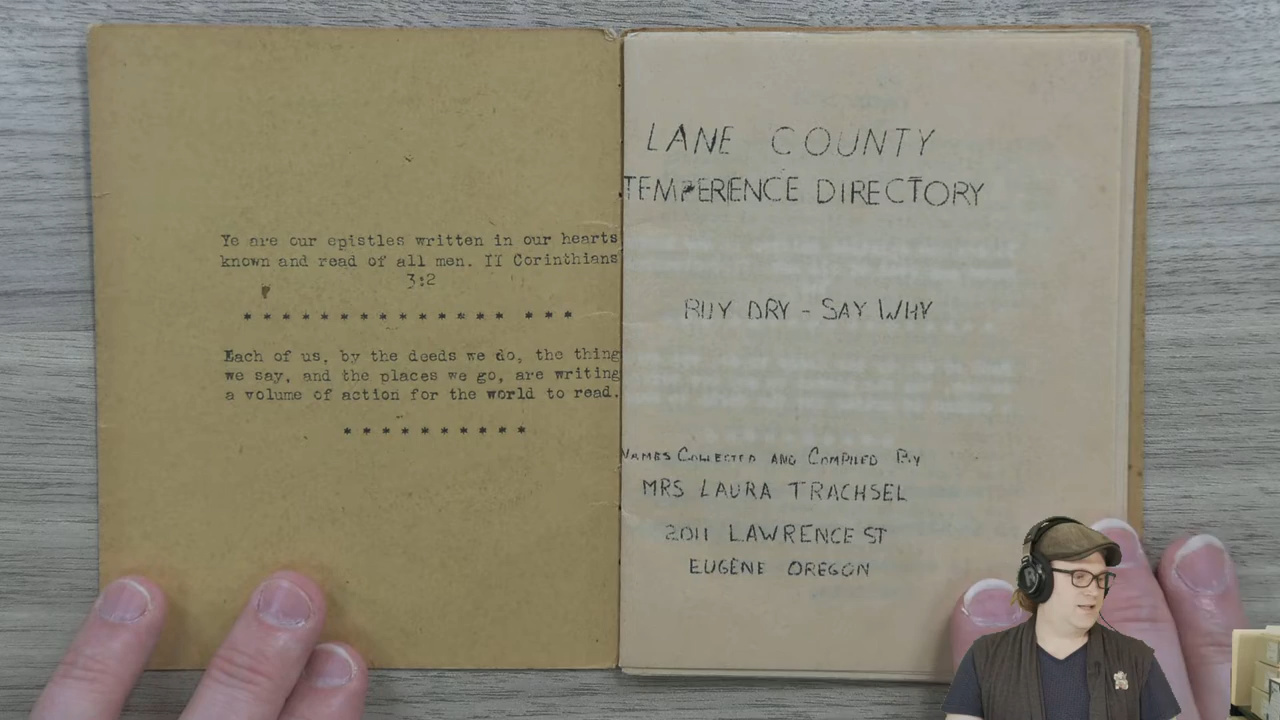 Ye are our epistles written in our hearts
known and read of all men. II Corinthians
3:2
* * * * * * * * * * * * * * * * *
Each of us, by the deeds we do, the thing
we say, and the places we go, are writing
a volume of action for the world to read.
* * * * * * * * * *
LANE COUNTY
TEMPERENCE DIRECTORY
BUY DRY - SAY WHY
NAMES COLLECTED AND COMPILED BY
MRS LAURA TRACHSEL
2011 LAWRENCE ST
EUGENE OREGON